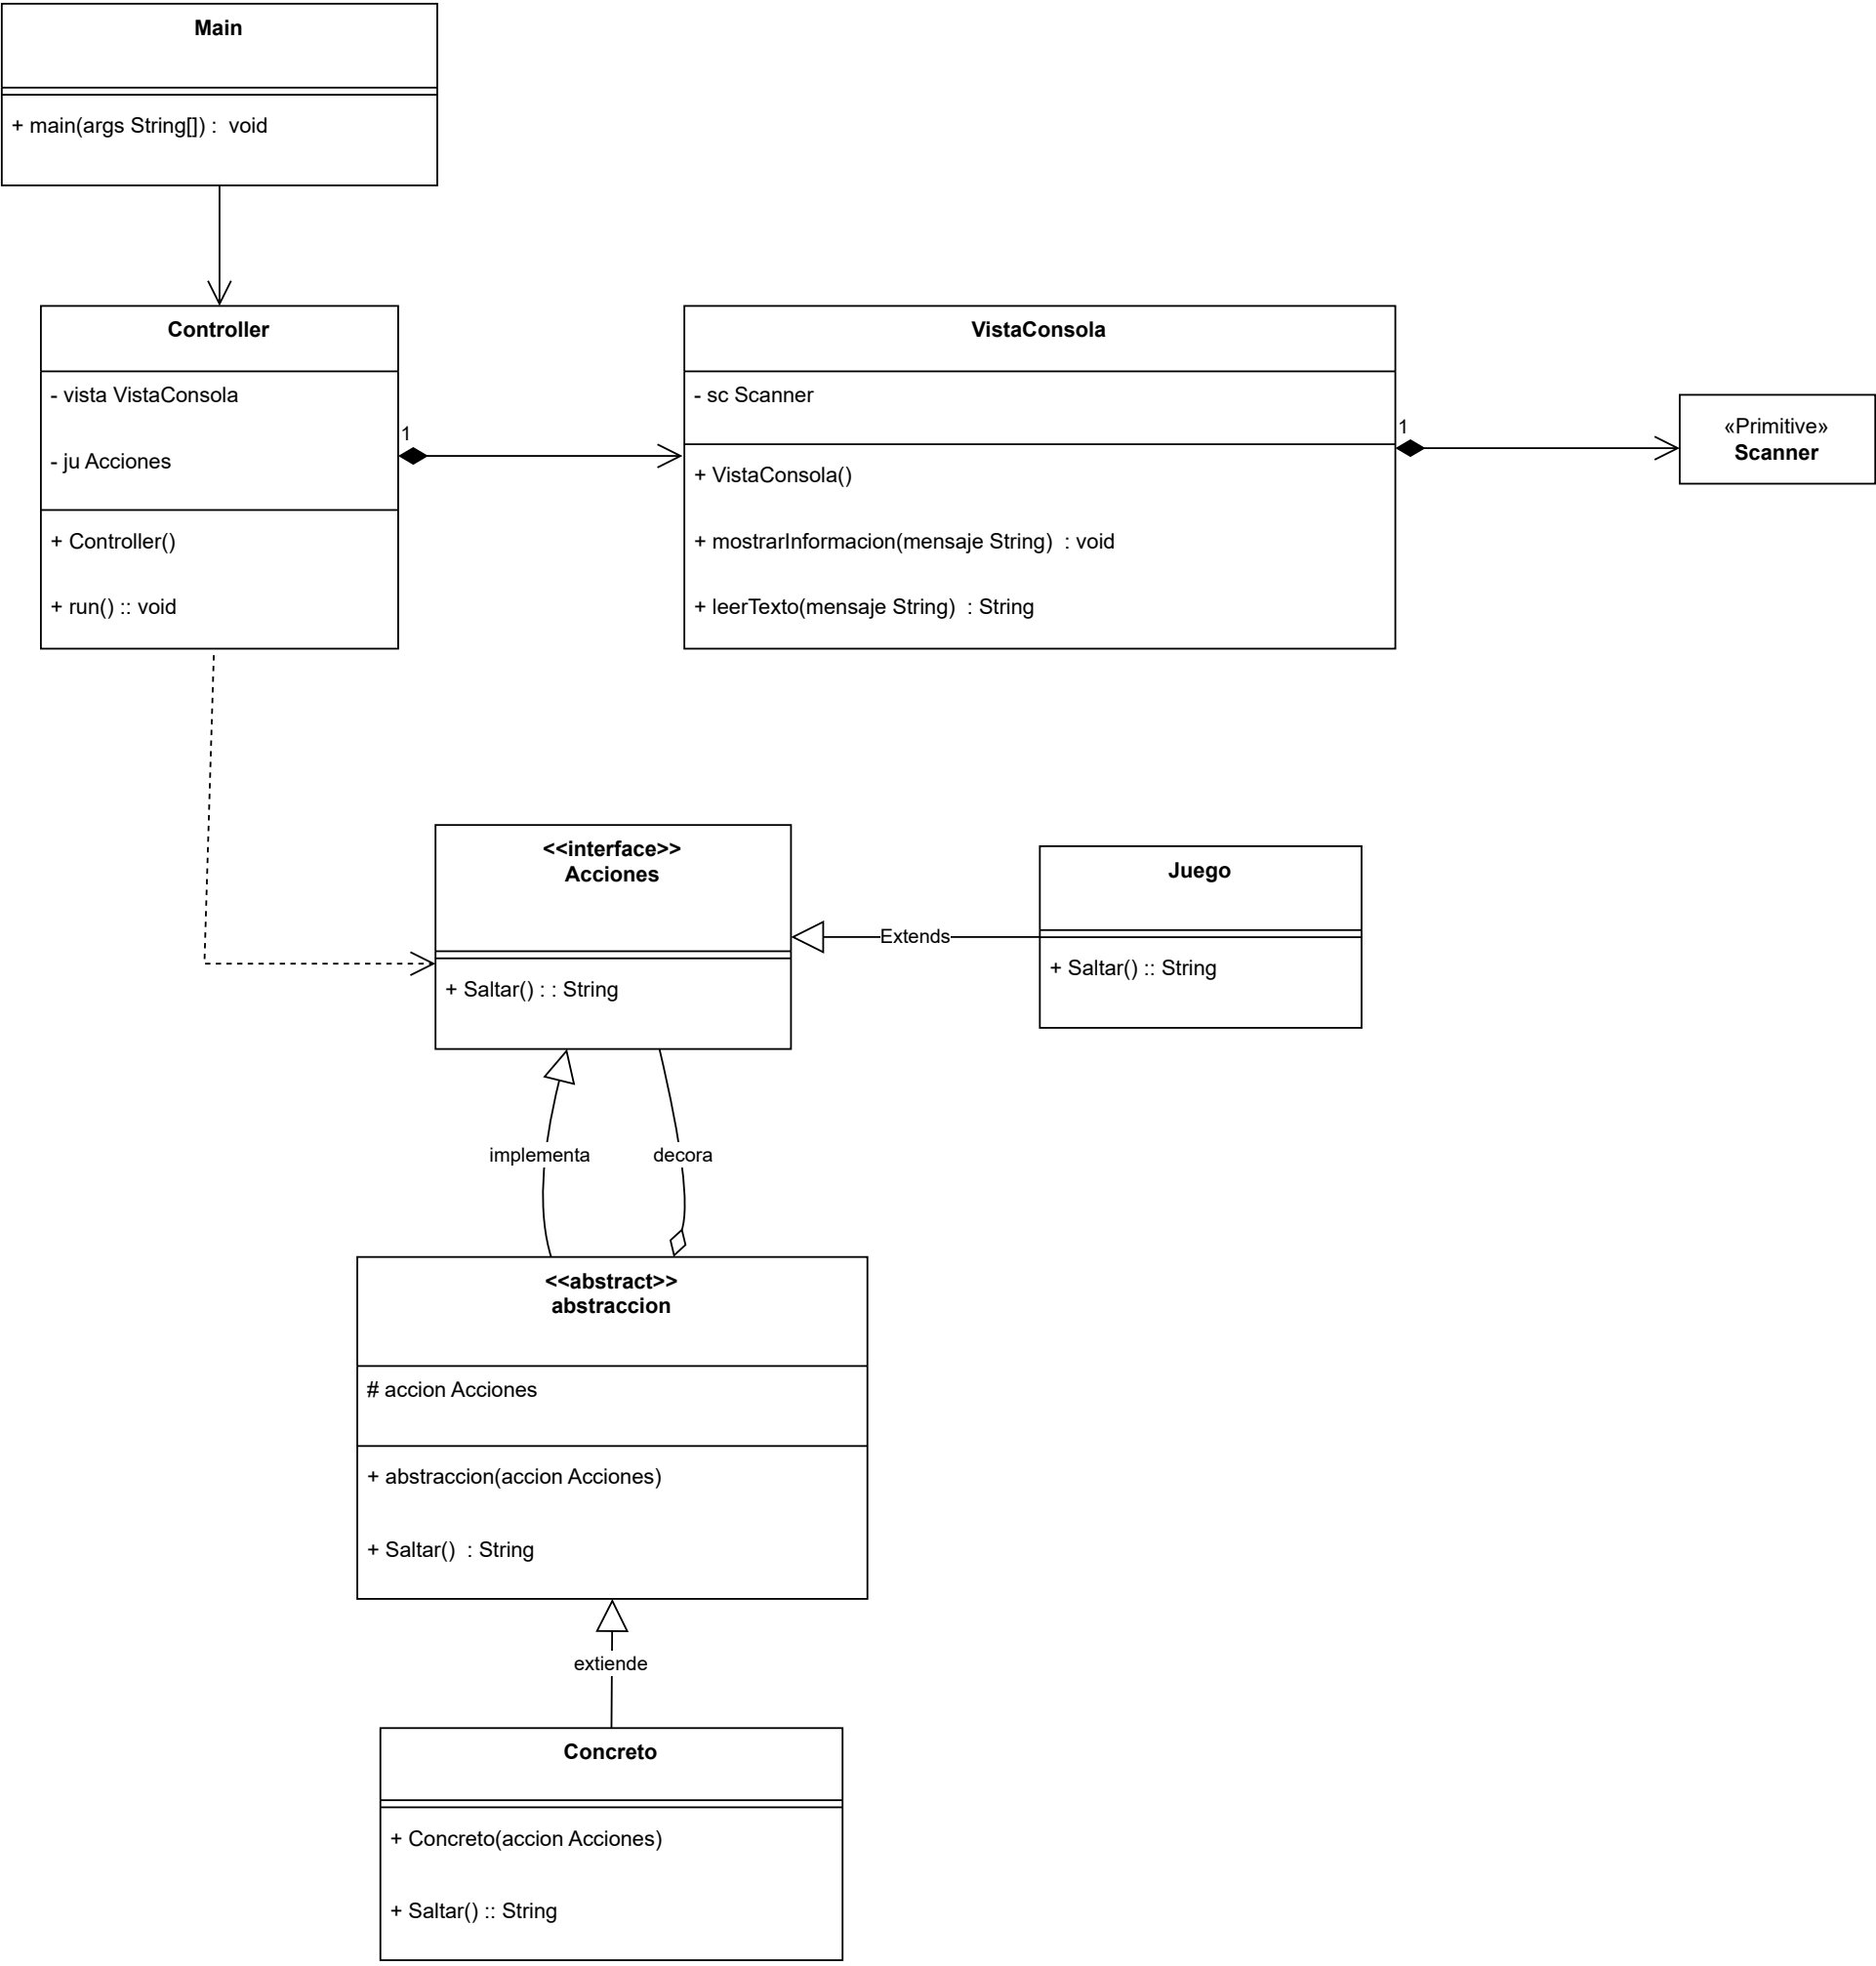 Main
+ main(args String[]) :  void
Controller
- vista VistaConsola
- ju Acciones
+ Controller()
+ run() :: void
1
VistaConsola
- sc Scanner
+ VistaConsola()
+ mostrarInformacion(mensaje String)  : void
+ leerTexto(mensaje String)  : String
1
«Primitive»
Scanner
<<interface>>
Acciones
+ Saltar() : : String
Extends
Juego
+ Saltar() :: String
implementa
decora
<<abstract>>
abstraccion
# accion Acciones
+ abstraccion(accion Acciones)
+ Saltar()  : String
extiende
Concreto
+ Concreto(accion Acciones)
+ Saltar() :: String